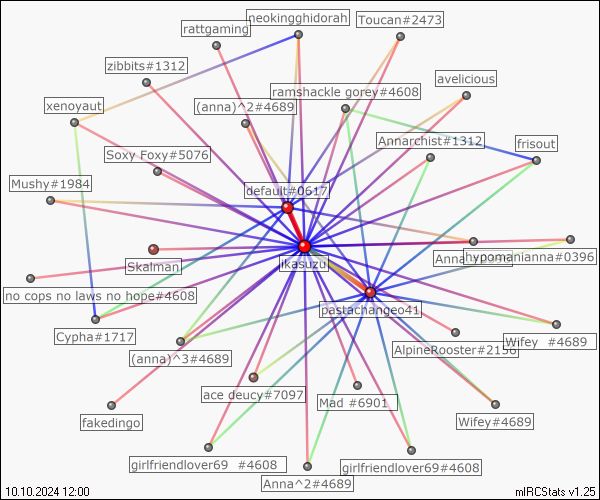 neokingghidorah
Toucan#2473
rattgaming
zibbits#1312
avelicious
ramshackle gorey#4608
xenoyaut
(anna)^2#4689
Annarchist#1312
frisout
Soxy Foxy#5076
Mushy#1984
default#0617
Anna
hypomanianna#0396
Skalman
ikasuzu
no cops no laws no hope#4608
pastachangeo41
Cypha#1717
Wifey #4689
AlpineRooster#2156
(anna)^3#4689
ace deucy#7097
Mad #6901
Wifey#4689
fakedingo
girlfriendlover69 #4608
girlfriendlover69#4608
Anna^2#4689
10.10.2024 12:00
mIRCStats v1.25